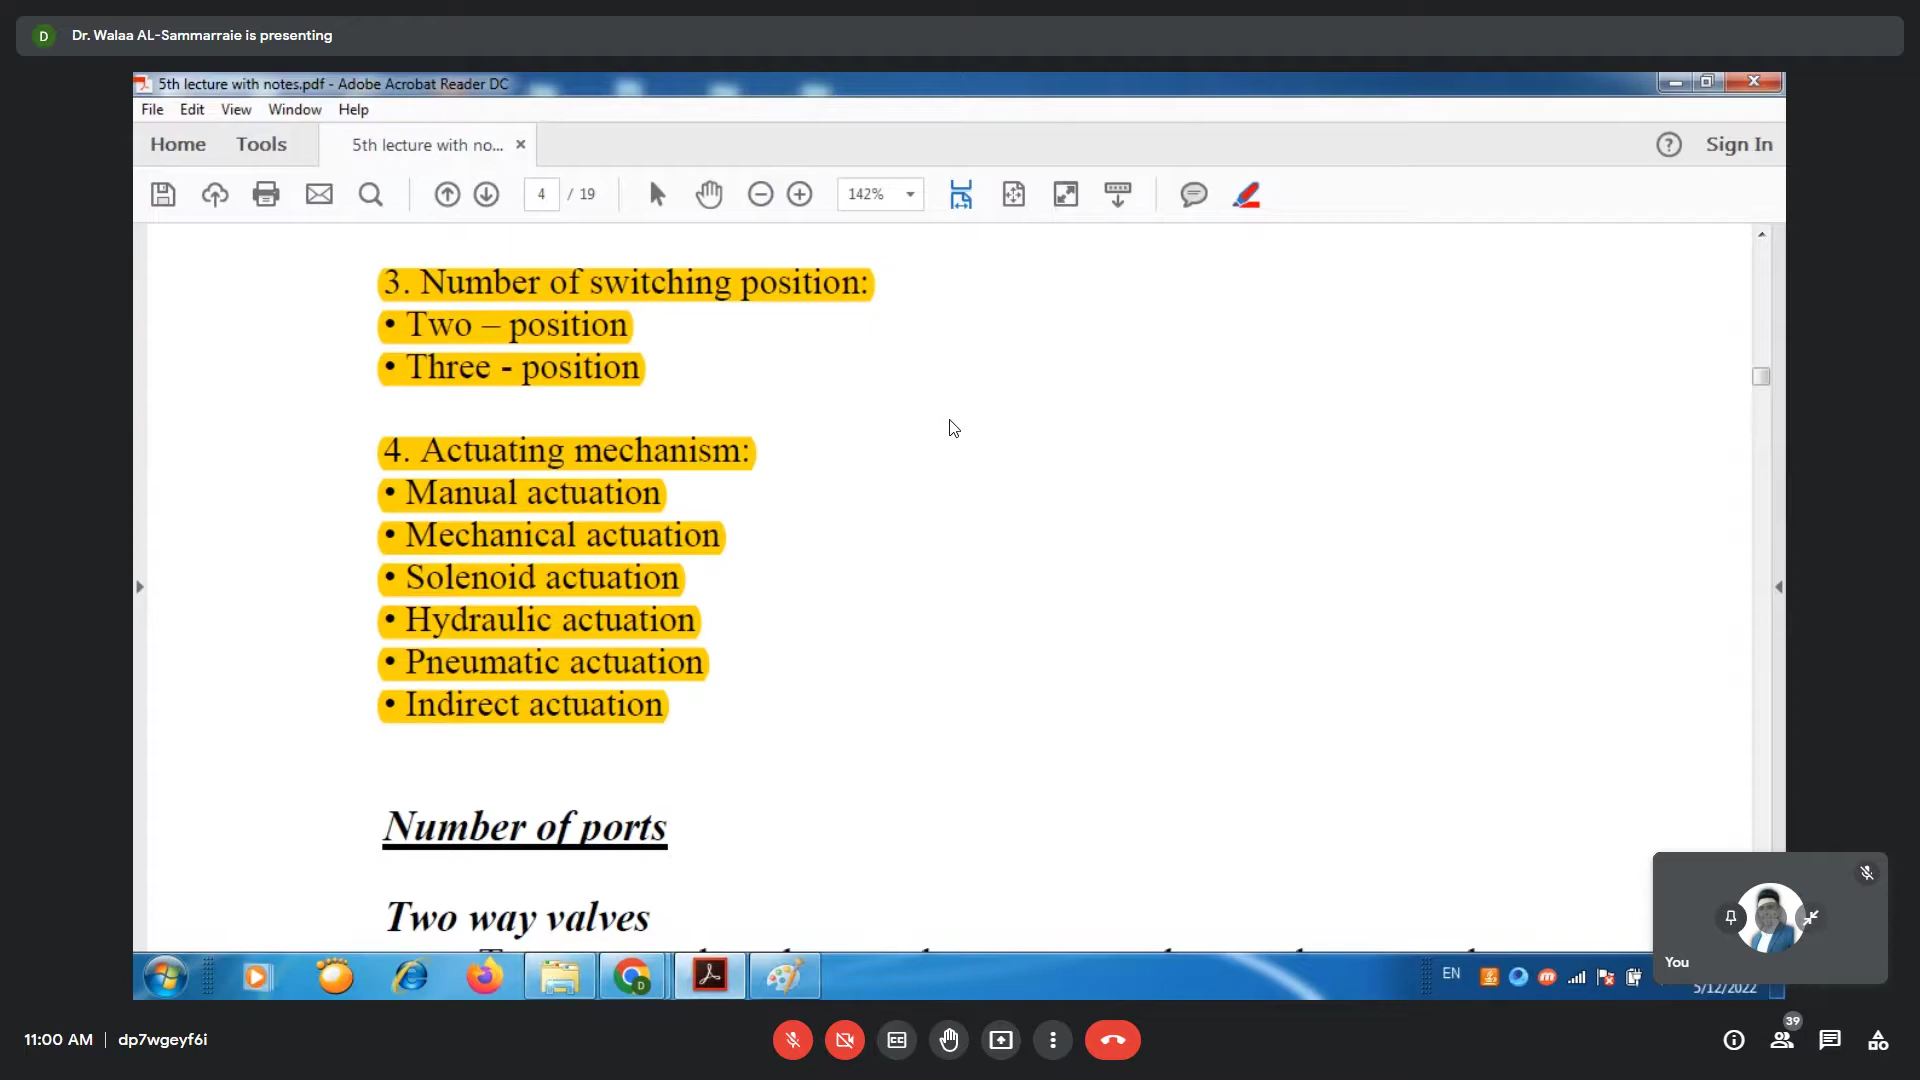 D Dr. Walaa AL-Sammarraie is presenting
5th lecture with notes.pdf - Adobe Acrobat Reader DC
File Edit View Window Help
Home Tools 5th lecture with no... × ? Sign In
4 / 19 142%
3. Number of switching position:
• Two – position
• Three - position
4. Actuating mechanism:
• Manual actuation
• Mechanical actuation
• Solenoid actuation
• Hydraulic actuation
• Pneumatic actuation
• Indirect actuation
Number of ports
Two way valves
You
EN
5/12/2022
11:00 AM | dp7wgeyf6i
39